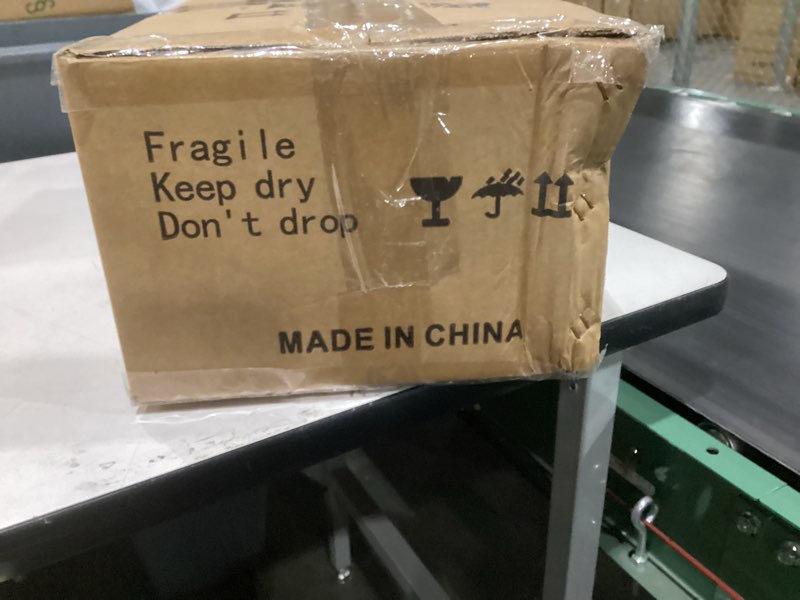 Fragile
Keep dry
Don't drop
MADE IN CHINA